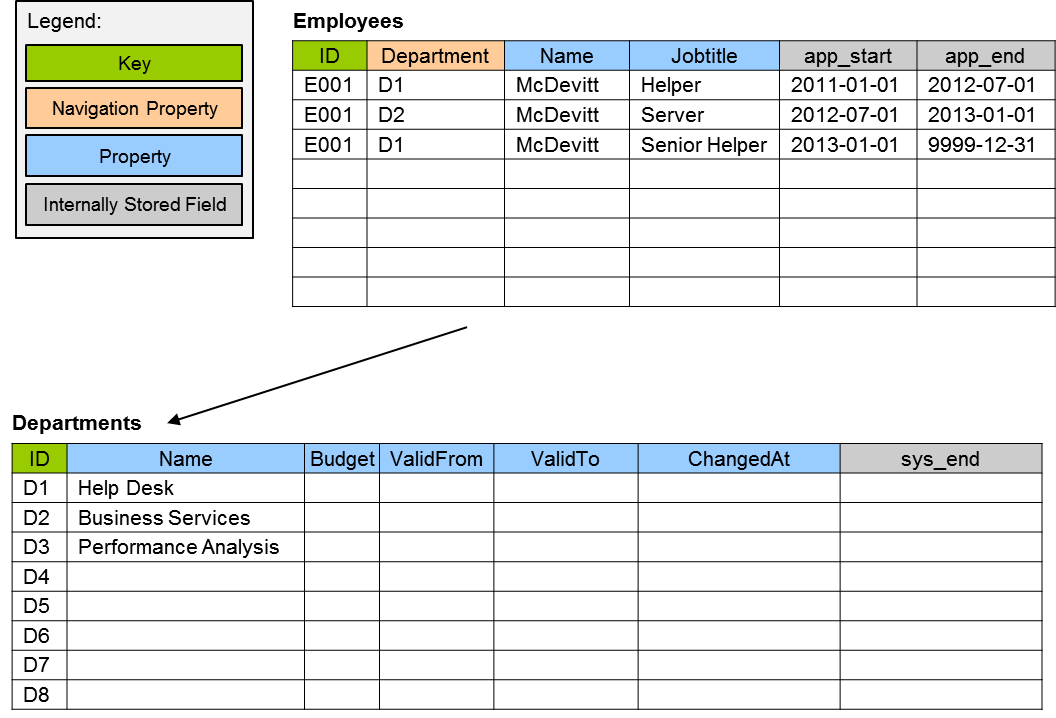 Legend:
Key
Navigation Property
Property
Internally Stored Field
Employees
ID Department Name Jobtitle app_start app_end
E001 D1 McDevitt Helper 2011-01-01 2012-07-01
E001 D2 McDevitt Server 2012-07-01 2013-01-01
E001 D1 McDevitt Senior Helper 2013-01-01 9999-12-31
Departments
ID Name Budget ValidFrom ValidTo ChangedAt sys_end
D1 Help Desk
D2 Business Services
D3 Performance Analysis
D4
D5
D6
D7
D8